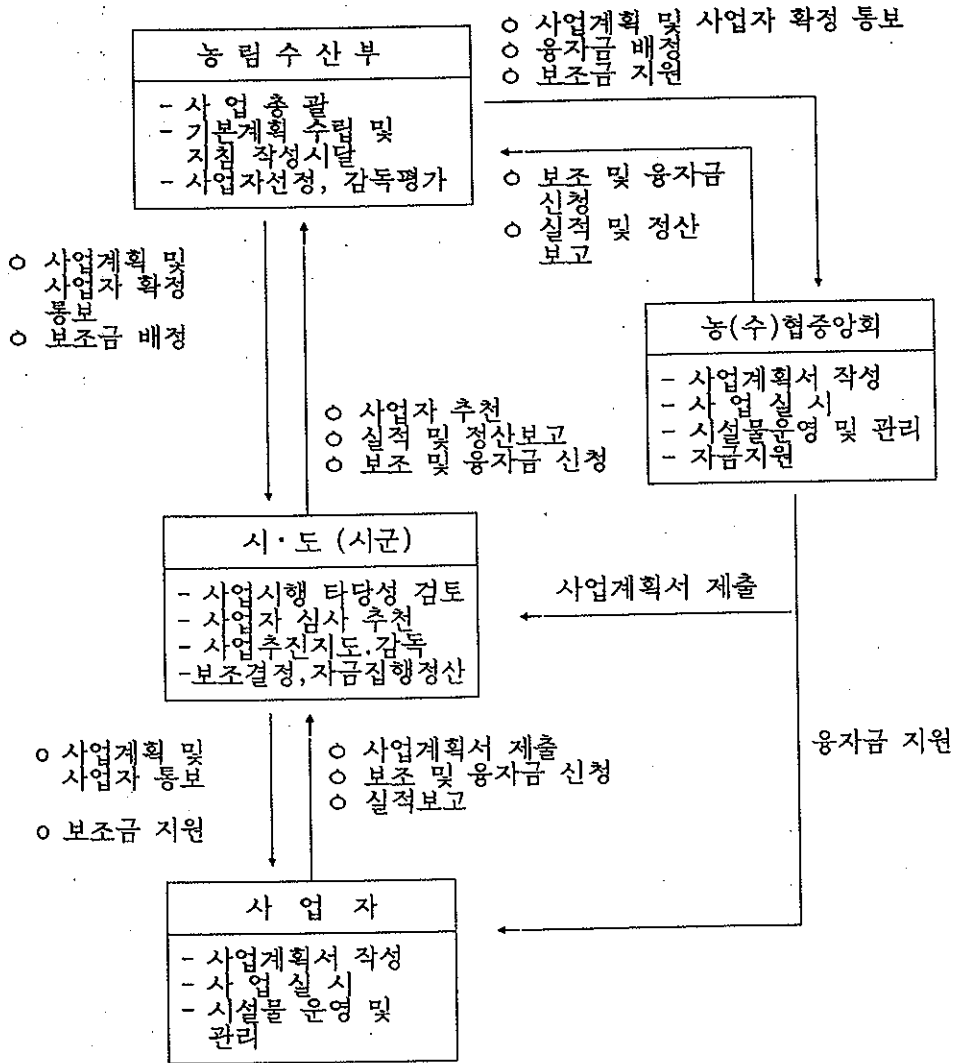 농 림 수 산 부
- 사 업 총 괄
- 기본계획 수립 및
지침 작성시달
- 사업자선정, 감독평가
o 사업계획 및 사업자 확정 통보
o 융자금 배정
o 보조금 지원
o 보조 및 융자금
신청
o 실적 및 정산
보고
o 사업계획 및
사업자 확정
통보
o 보조금 배정
농(수)협중앙회
- 사업계획서 작성
- 사 업 실 시
- 시설물운영 및 관리
- 자금지원
o 사업자 추천
o 실적 및 정산보고
o 보조 및 융자금 신청
시·도 (시군)
- 사업시행 타당성 검토
- 사업자 심사 추천
- 사업추진지도.감독
-보조결정,자금집행정산
사업계획서 제출
o 사업계획 및
사업자 통보
o 보조금 지원
o 사업계획서 제출
o 보조 및 융자금 신청
o 실적보고
융자금 지원
사 업 자
- 사업계획서 작성
- 사 업 실 시
- 시설물 운영 및
관리